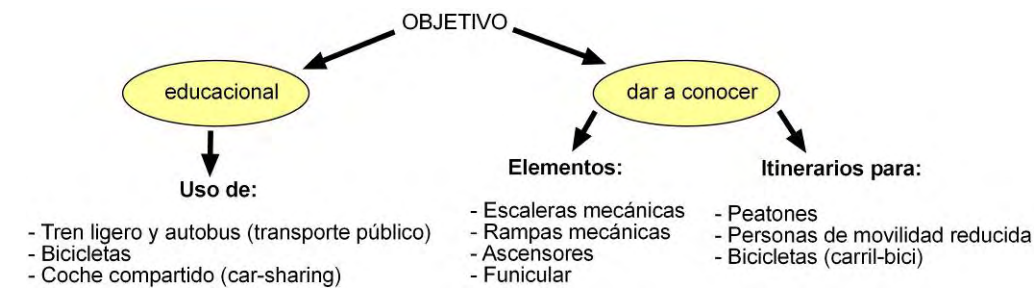 OBJETIVO
educacional
dar a conocer
Uso de:
- Tren ligero y autobus (transporte público)
- Bicicletas
- Coche compartido (car-sharing)
Elementos:
- Escaleras mecánicas
- Rampas mecánicas
- Ascensores
- Funicular
Itinerarios para:
- Peatones
- Personas de movilidad reducida
- Bicicletas (carril-bici)